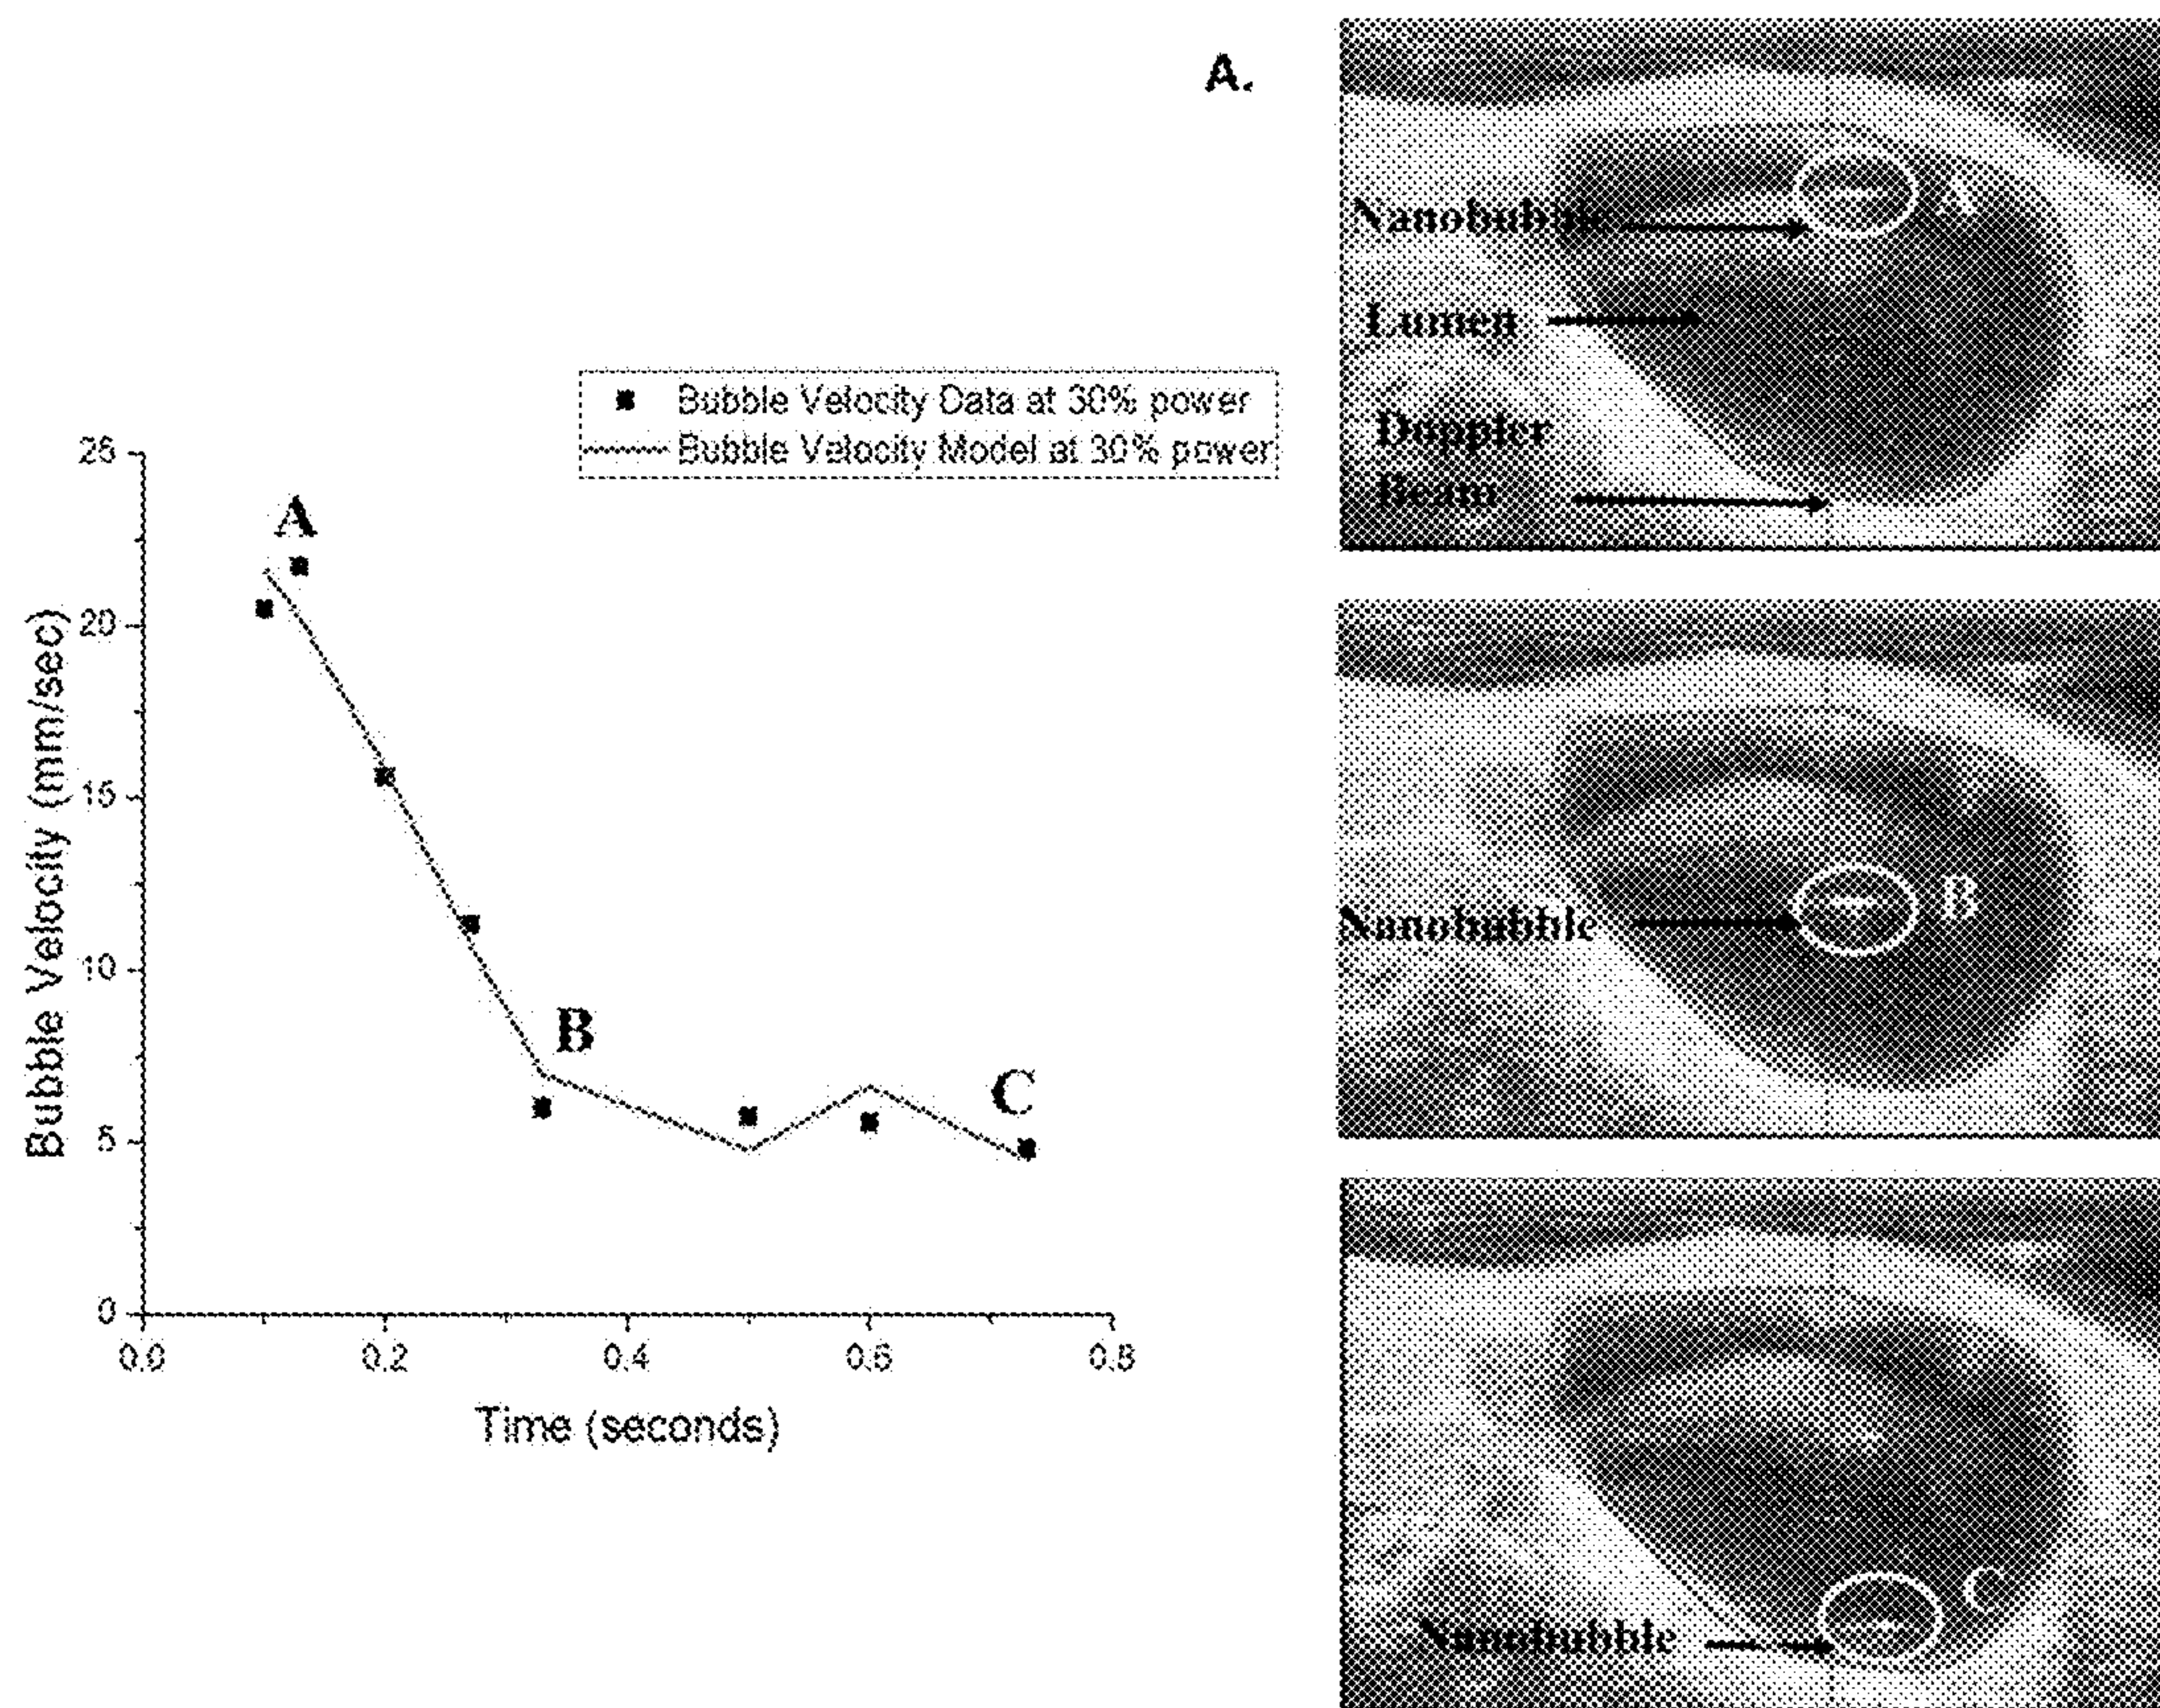 A.
Bubble Velocity Data at 30% power
Bubble Velocity Model at 30% power
Bubble Velocity (mm/sec)
25
20
15
10
5
0
0.0
0.2
0.4
0.6
0.8
Time (seconds)
A
B
C
Nanobubble
A
Lumen
Doppler
Beam
Nanobubble
B
Nanobubble
C